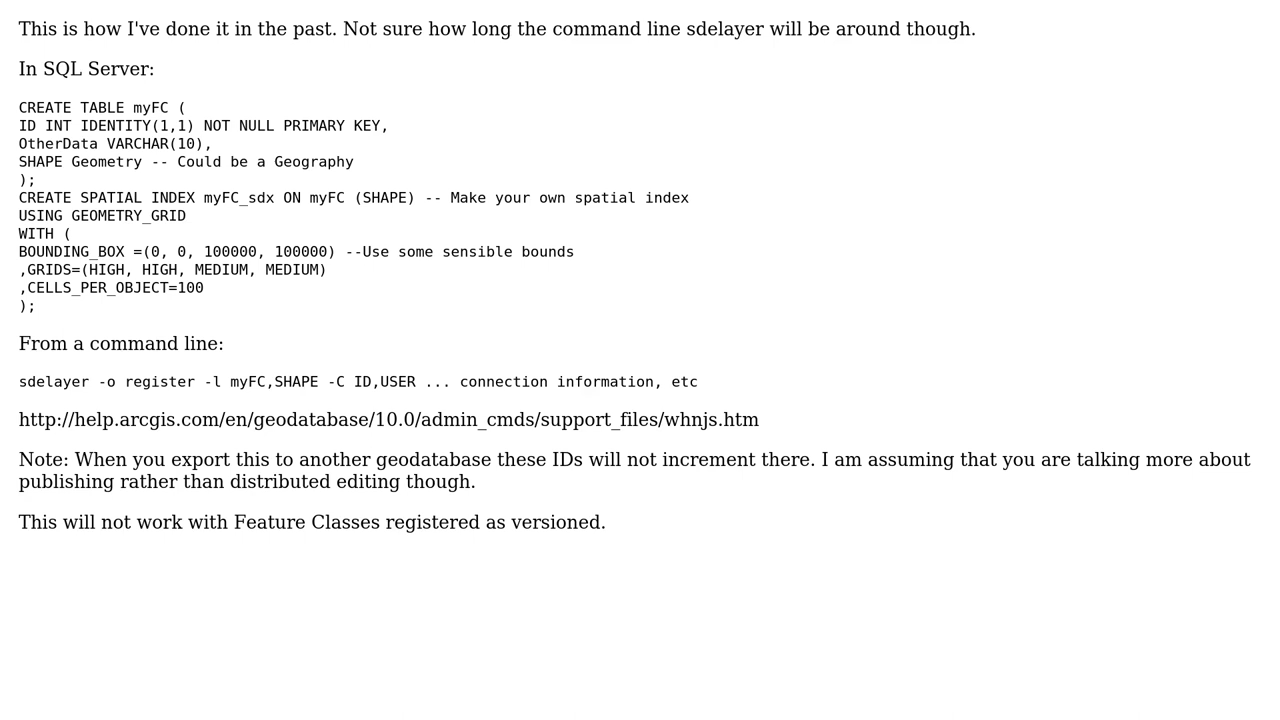 This is how I've done it in the past. Not sure how long the command line sdelayer will be around though.
In SQL Server:
CREATE TABLE myFC (
ID INT IDENTITY(1,1) NOT NULL PRIMARY KEY,
OtherData VARCHAR(10),
SHAPE Geometry -- Could be a Geography
);
CREATE SPATIAL INDEX myFC_sdx ON myFC (SHAPE) -- Make your own spatial index
USING GEOMETRY_GRID
WITH (
BOUNDING_BOX =(0, 0, 100000, 100000) --Use some sensible bounds
,GRIDS=(HIGH, HIGH, MEDIUM, MEDIUM)
,CELLS_PER_OBJECT=100
);
From a command line:
sdelayer -o register -l myFC,SHAPE -C ID,USER ... connection information, etc
http://help.arcgis.com/en/geodatabase/10.0/admin_cmds/support_files/whnjs.htm
Note: When you export this to another geodatabase these IDs will not increment there. I am assuming that you are talking more about
publishing rather than distributed editing though.
This will not work with Feature Classes registered as versioned.